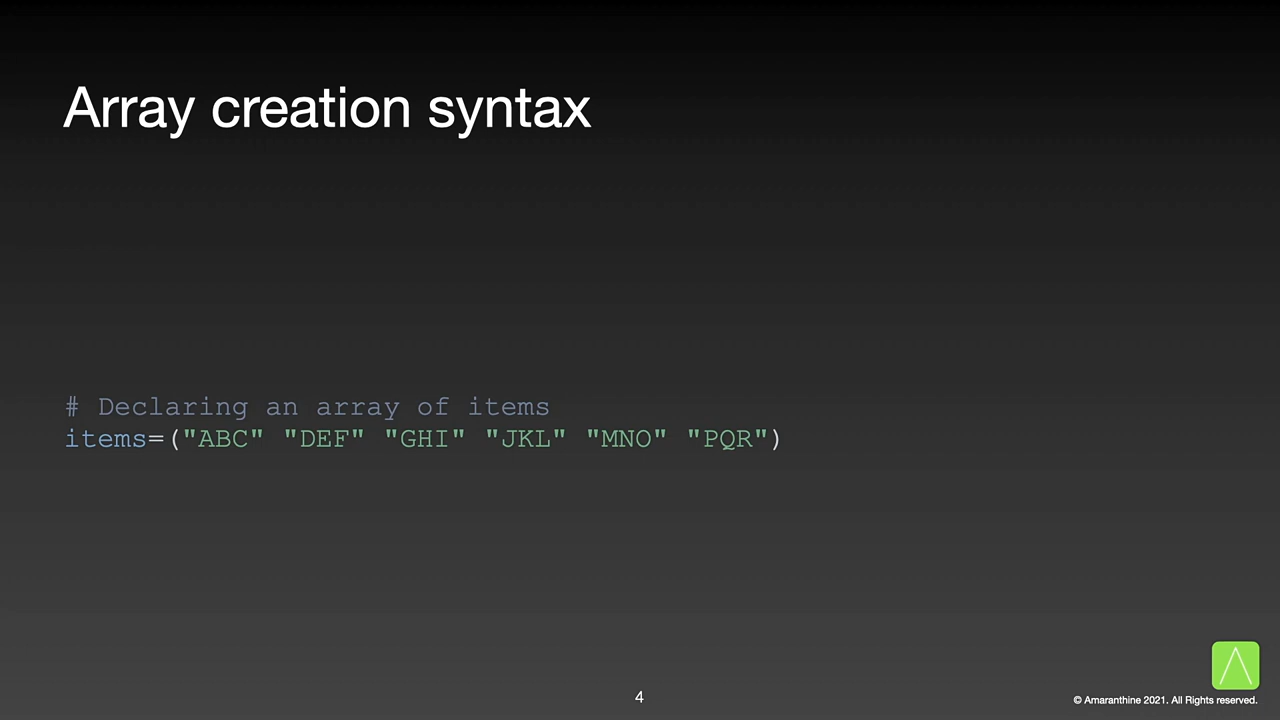 Array creation syntax
# Declaring an array of items
items=("ABC" "DEF" "GHI" "JKL" "MNO" "PQR")
4
© Amaranthine 2021. All Rights reserved.